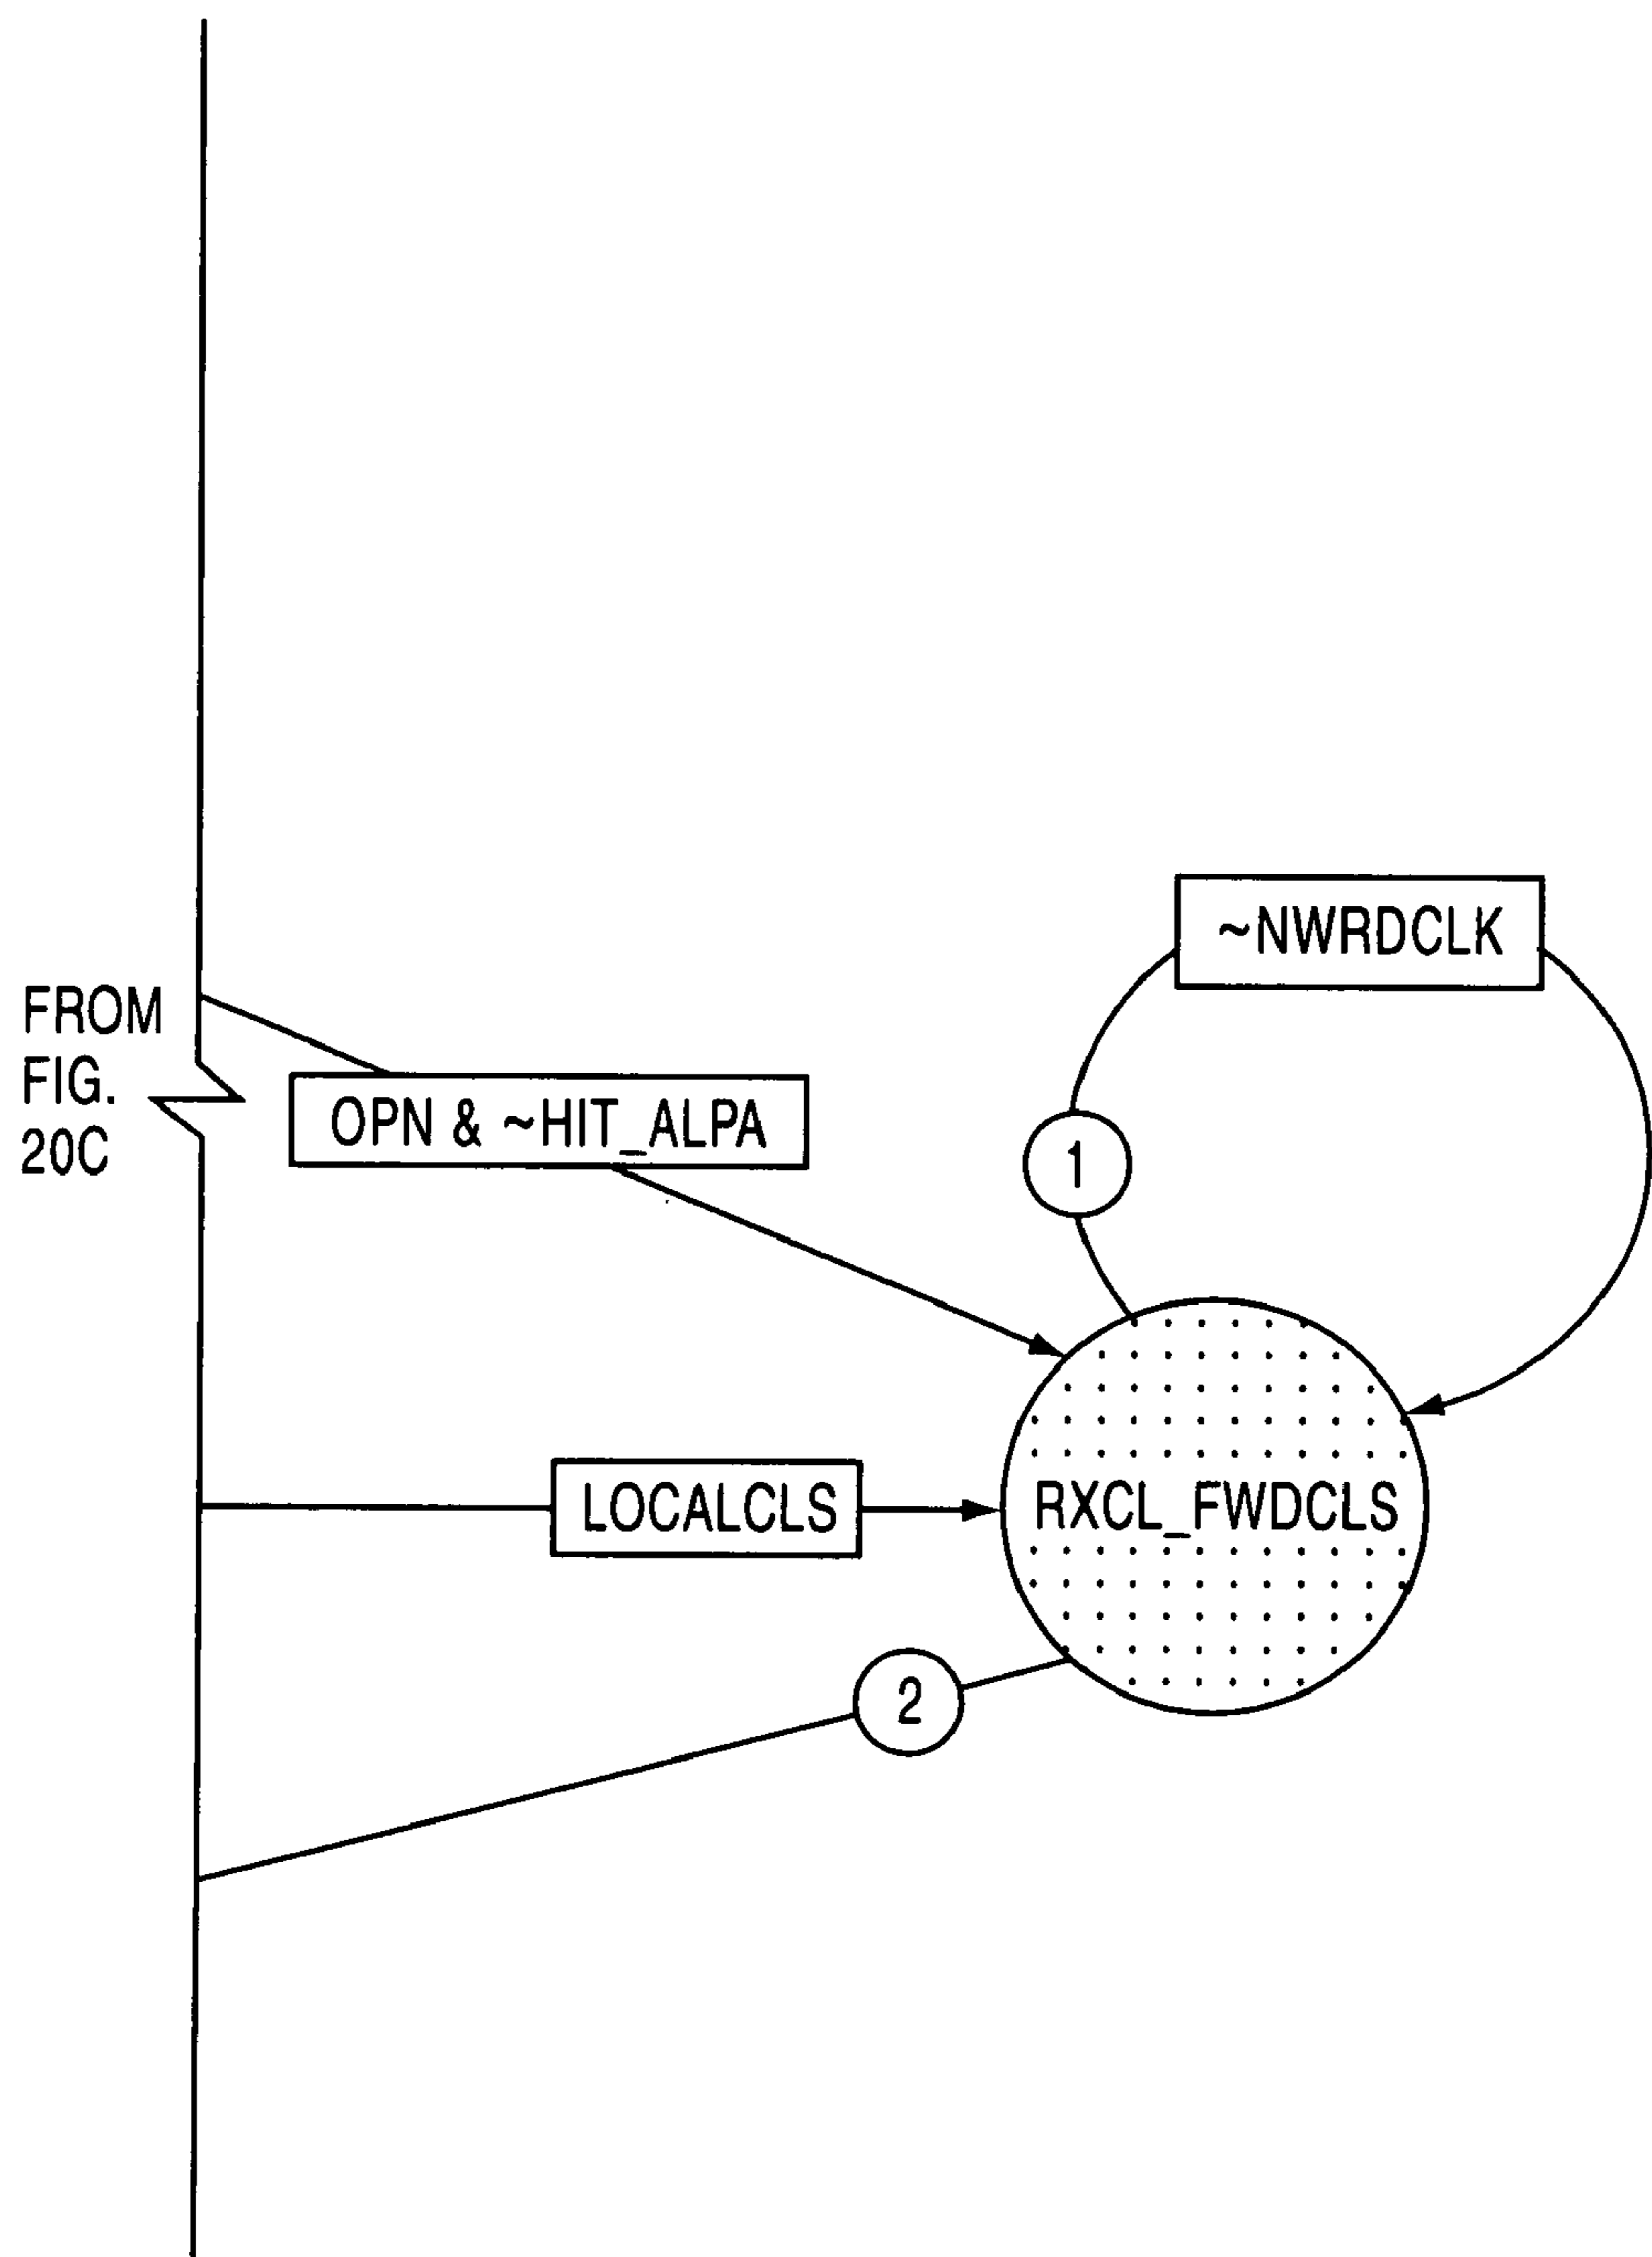 ~NWRDCLK
FROM
FIG.
20C
OPN & ~HIT_ALPA
1
LOCALCLS
RXCL_FWDCLS
2